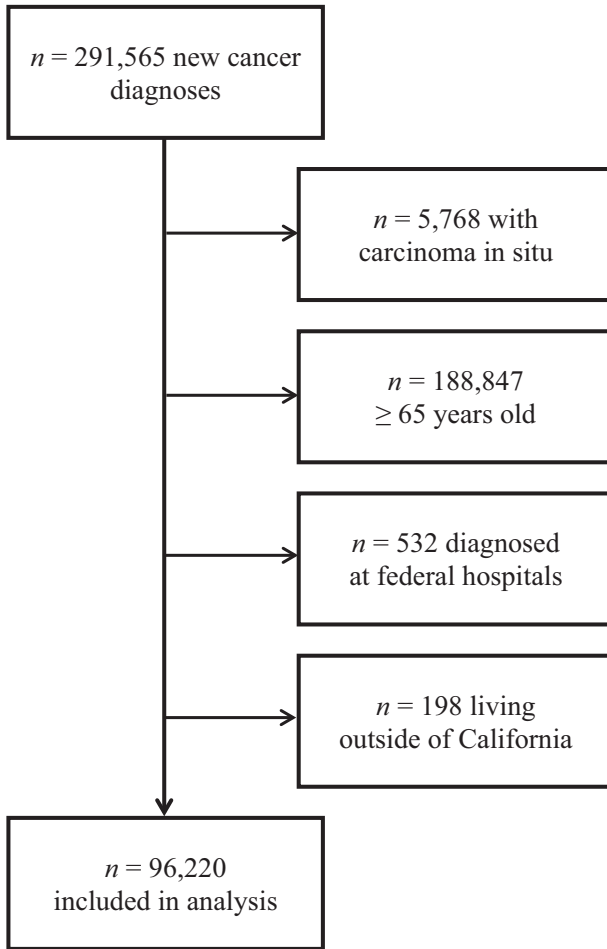 n = 291,565 new cancer
diagnoses
n = 5,768 with
carcinoma in situ
n = 188,847
≥ 65 years old
n = 532 diagnosed
at federal hospitals
n = 198 living
outside of California
n = 96,220
included in analysis